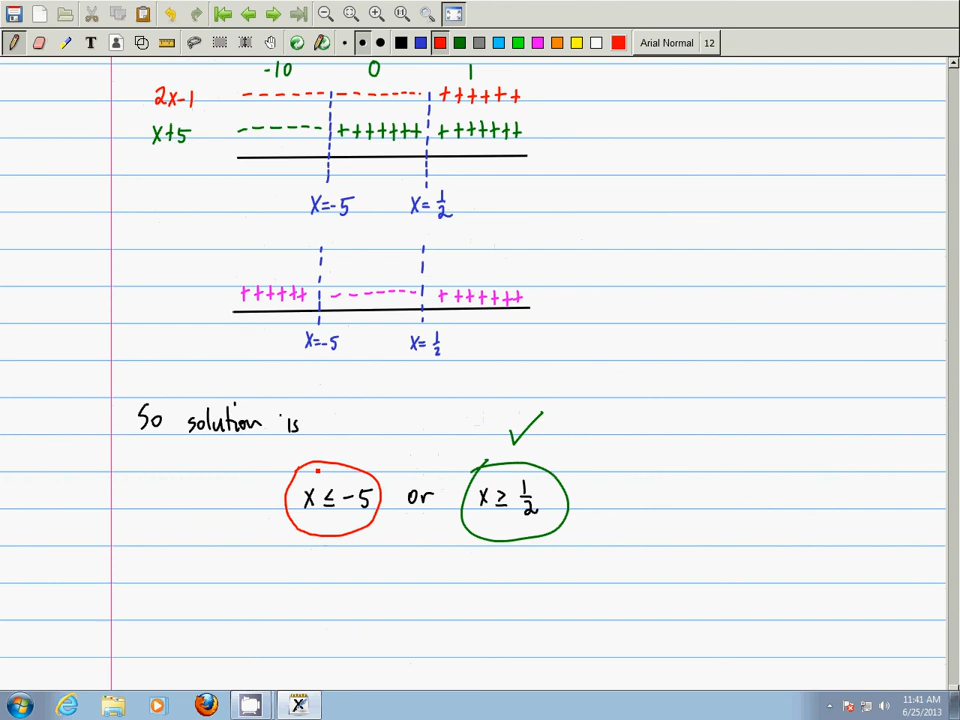 Arial Normal 12
-10 0 1
2x-1 - - - - - - - - - - - - - - + + + + + +
x+5 - - - - - - + + + + + + + + + + + + + +
x=-5 x=1/2
+ + + + + + - - - - - - - + + + + + + +
x=-5 x=1/2
So solution is
✓
x ≤ -5 or x ≥ 1/2
11:41 AM
6/25/2013